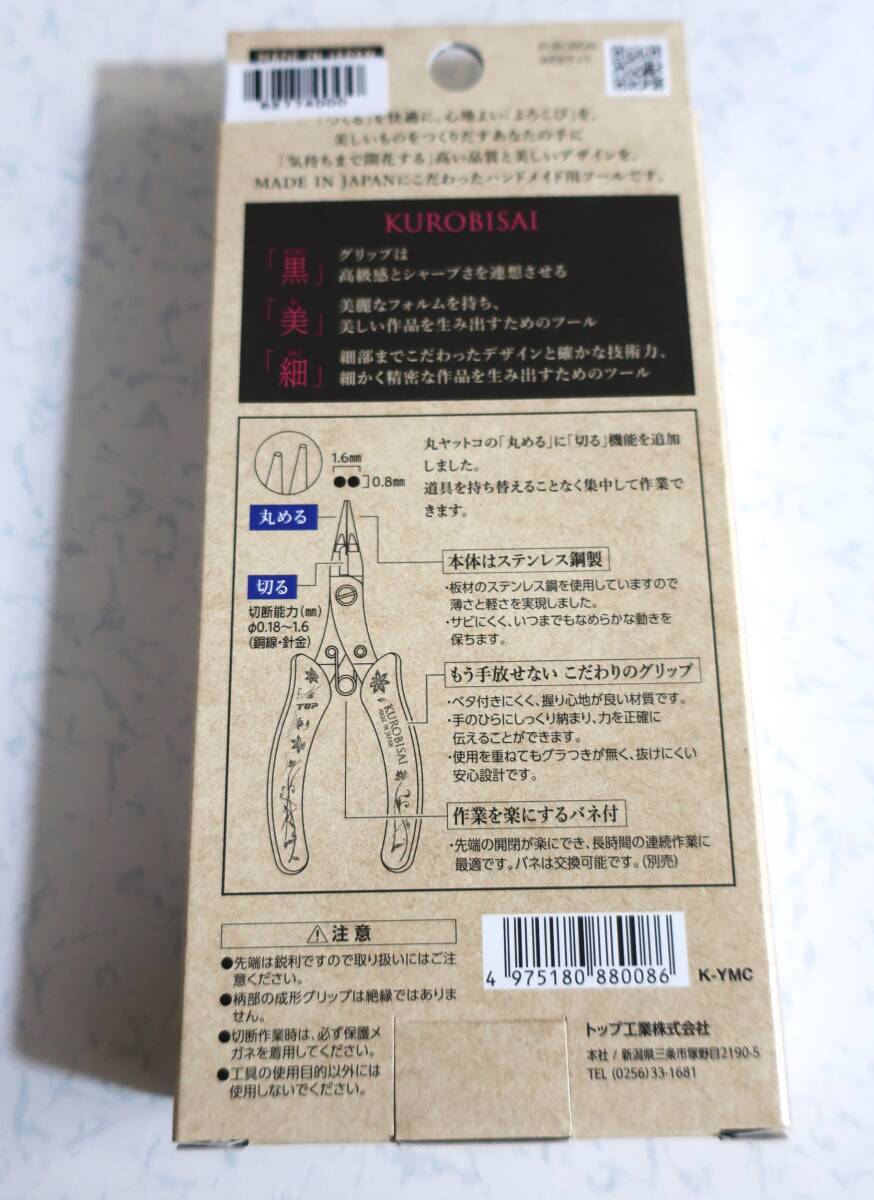 MADE IN JAPAN
62774000
「つくる」を快適に、心地よい「よろこび」を。
美しいものをつくりだすあなたの手に
「気持ちまで開花する」高い品質と美しいデザインを。
MADE IN JAPANにこだわったハンドメイド用ツールです。
KUROBISAI
「黒」
グリップは
高級感とシャープさを連想させる
「美」
美麗なフォルムを持ち、
美しい作品を生み出すためのツール
「細」
細部までこだわったデザインと確かな技術力、
細かく精密な作品を生み出すためのツール
丸ヤットコの「丸める」に「切る」機能を追加
しました。
道具を持ち替えることなく集中して作業で
きます。
1.6㎜
0.8㎜
丸める
切る
切断能力(㎜)
φ0.18〜1.6
(銅線・針金)
本体はステンレス鋼製
・板材のステンレス鋼を使用していますので
薄さと軽さを実現しました。
・サビにくく、いつまでもなめらかな動きを
保ちます。
もう手放せない こだわりのグリップ
・ベタ付きにくく、握り心地が良い材質です。
・手のひらにしっくり納まり、力を正確に
伝えることができます。
・使用を重ねてもグラつきが無く、抜けにくい
安心設計です。
TOP
KUROBISAI
MADE IN JAPAN
作業を楽にするバネ付
・先端の開閉が楽にでき、長時間の連続作業に
最適です。バネは交換可能です。(別売)
⚠注意
●先端は鋭利ですので取り扱いにはご注
意ください。
●柄部の成形グリップは絶縁ではありま
せん。
●切断作業時は、必ず保護メ
ガネを着用してください。
●工具の使用目的以外には
使用しないでください。
4 975180 880086
K-YMC
トップ工業株式会社
本社 / 新潟県三条市塚野目2190-5
TEL (0256)33-1681